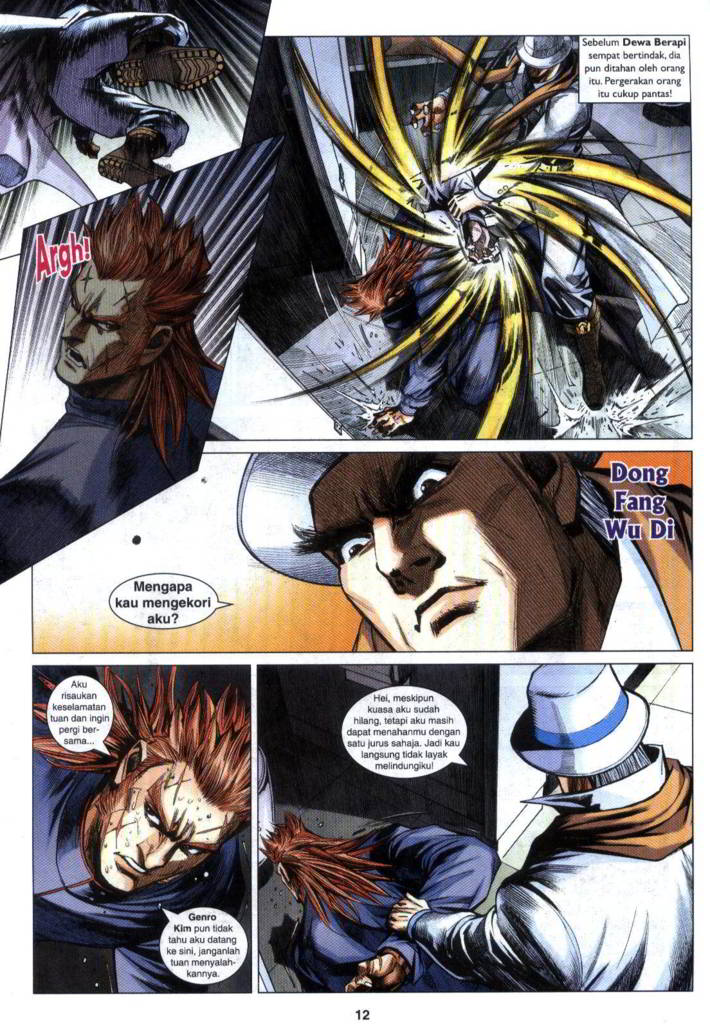 Sebelum Dewa Berapi
sempat bertindak, dia
pun ditahan oleh orang
itu. Pergerakan orang
itu cukup pantas!
Argh!
Dong
Fang
Wu Di
Mengapa
kau mengekori
aku?
Aku
risaukan
keselamatan
tuan dan ingin
pergi ber-
sama...
Genro
Kim pun tidak
tahu aku datang
ke sini, janganlah
tuan menyalah-
kannya.
Hei, meskipun
kuasa aku sudah
hilang, tetapi aku masih
dapat menahanmu dengan
satu jurus sahaja. Jadi kau
langsung tidak layak
melindungiku!
12